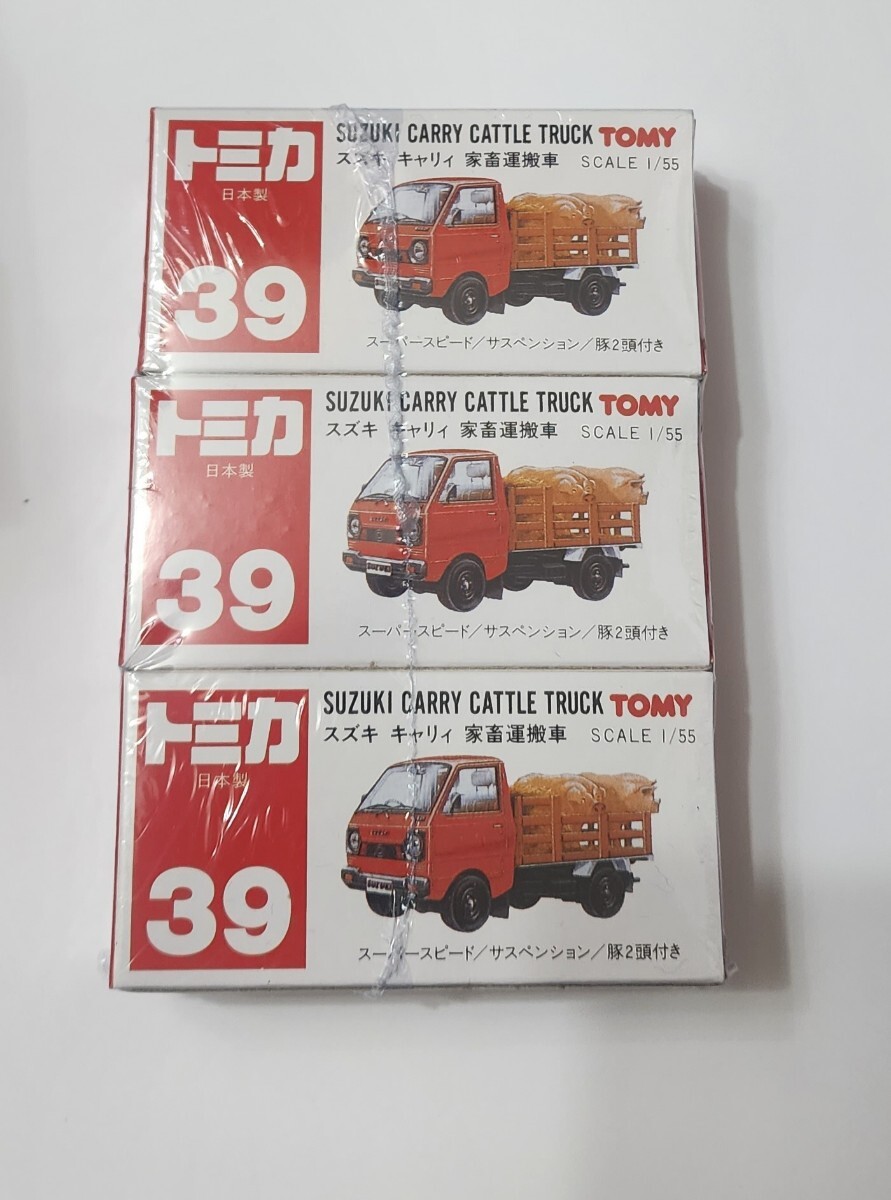 トミカ
日本製
39
SUZUKI CARRY CATTLE TRUCK TOMY
スズキ キャリィ 家畜運搬車 SCALE 1/55
スーパースピード/サスペンション/豚2頭付き
トミカ
日本製
39
SUZUKI CARRY CATTLE TRUCK TOMY
スズキ キャリィ 家畜運搬車 SCALE 1/55
スーパースピード/サスペンション/豚2頭付き
トミカ
日本製
39
SUZUKI CARRY CATTLE TRUCK TOMY
スズキ キャリィ 家畜運搬車 SCALE 1/55
スーパースピード/サスペンション/豚2頭付き